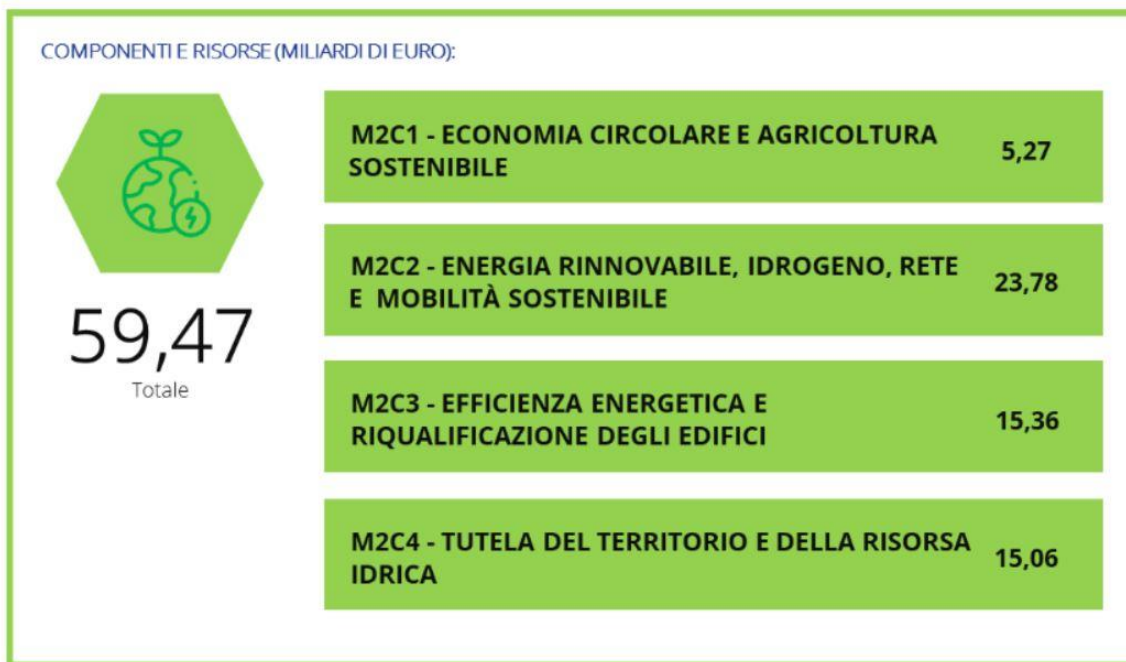 COMPONENTI E RISORSE (MILIARDI DI EURO):
59,47
Totale
M2C1 - ECONOMIA CIRCOLARE E AGRICOLTURA
SOSTENIBILE
5,27
M2C2 - ENERGIA RINNOVABILE, IDROGENO, RETE
E MOBILITÀ SOSTENIBILE
23,78
M2C3 - EFFICIENZA ENERGETICA E
RIQUALIFICAZIONE DEGLI EDIFICI
15,36
M2C4 - TUTELA DEL TERRITORIO E DELLA RISORSA
IDRICA
15,06